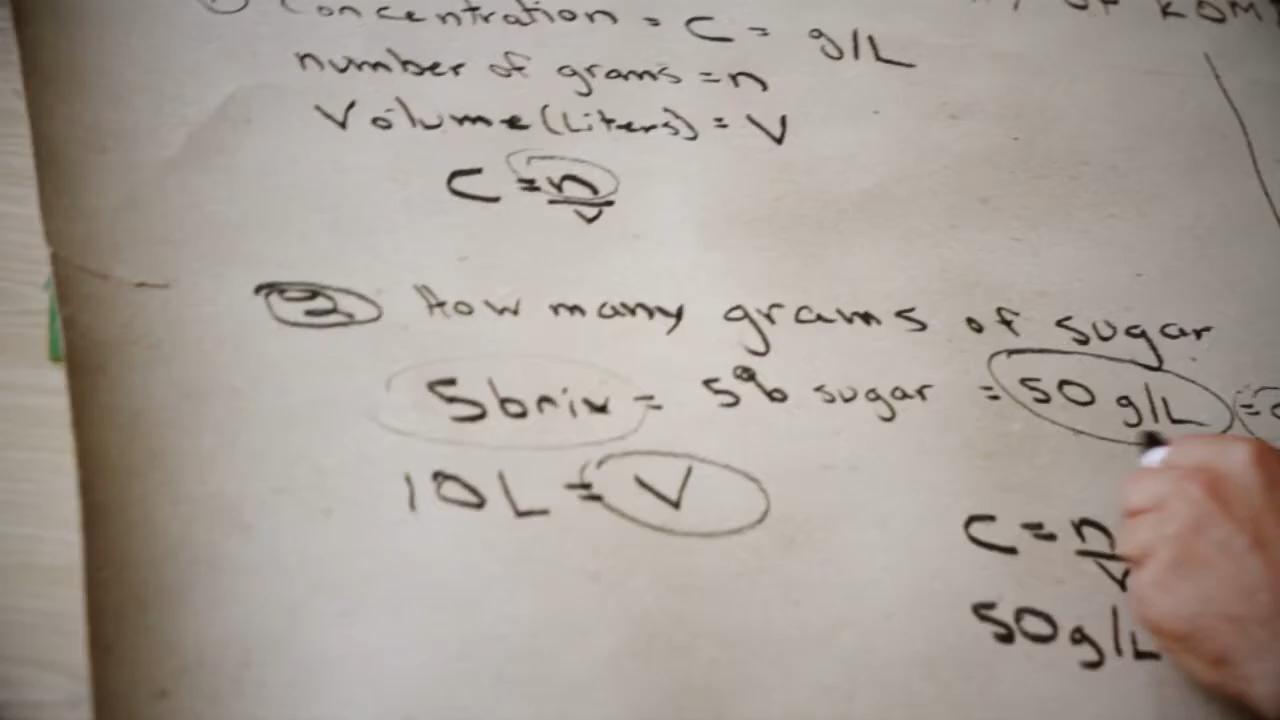 Concentration = C = g/L
number of grams = n
Volume (Liters) = V
C = n
V
2 How many grams of sugar
5 brix = 5% sugar = 50 g/L =
10 L = V
C = n
V
50 g/L